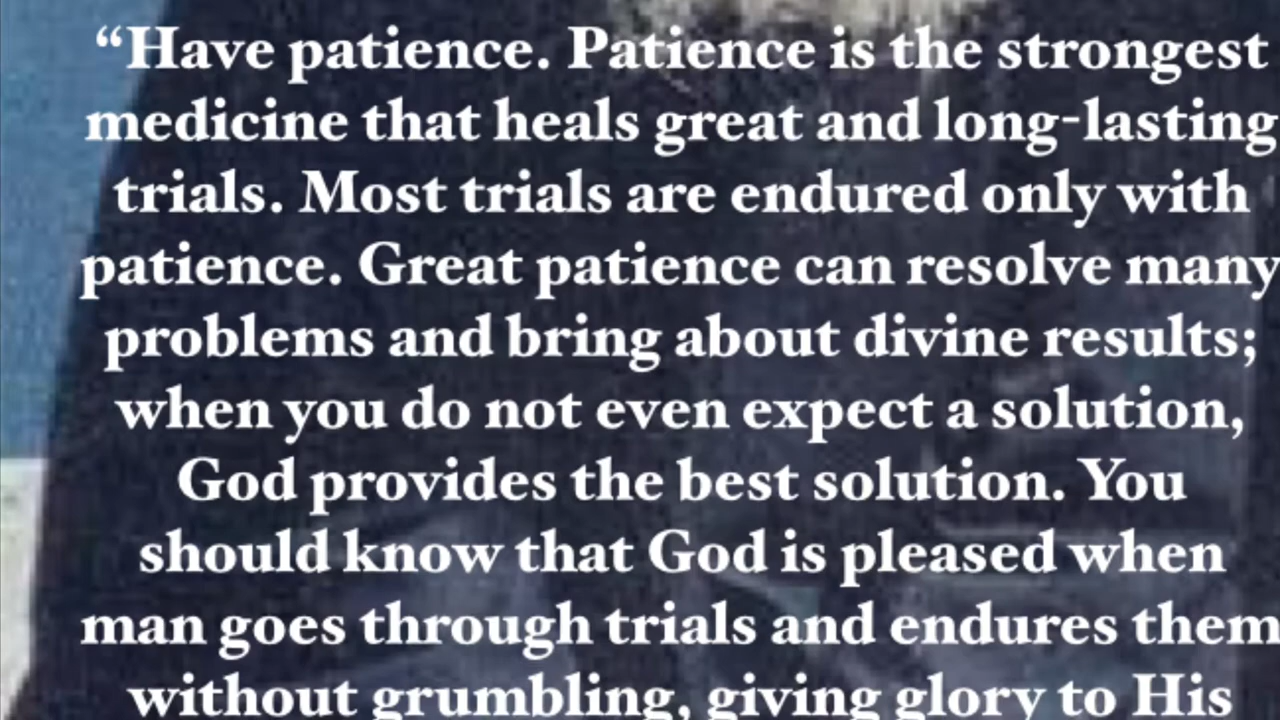 “Have patience. Patience is the strongest
medicine that heals great and long-lasting
trials. Most trials are endured only with
patience. Great patience can resolve many
problems and bring about divine results;
when you do not even expect a solution,
God provides the best solution. You
should know that God is pleased when
man goes through trials and endures them
without grumbling, giving glory to His